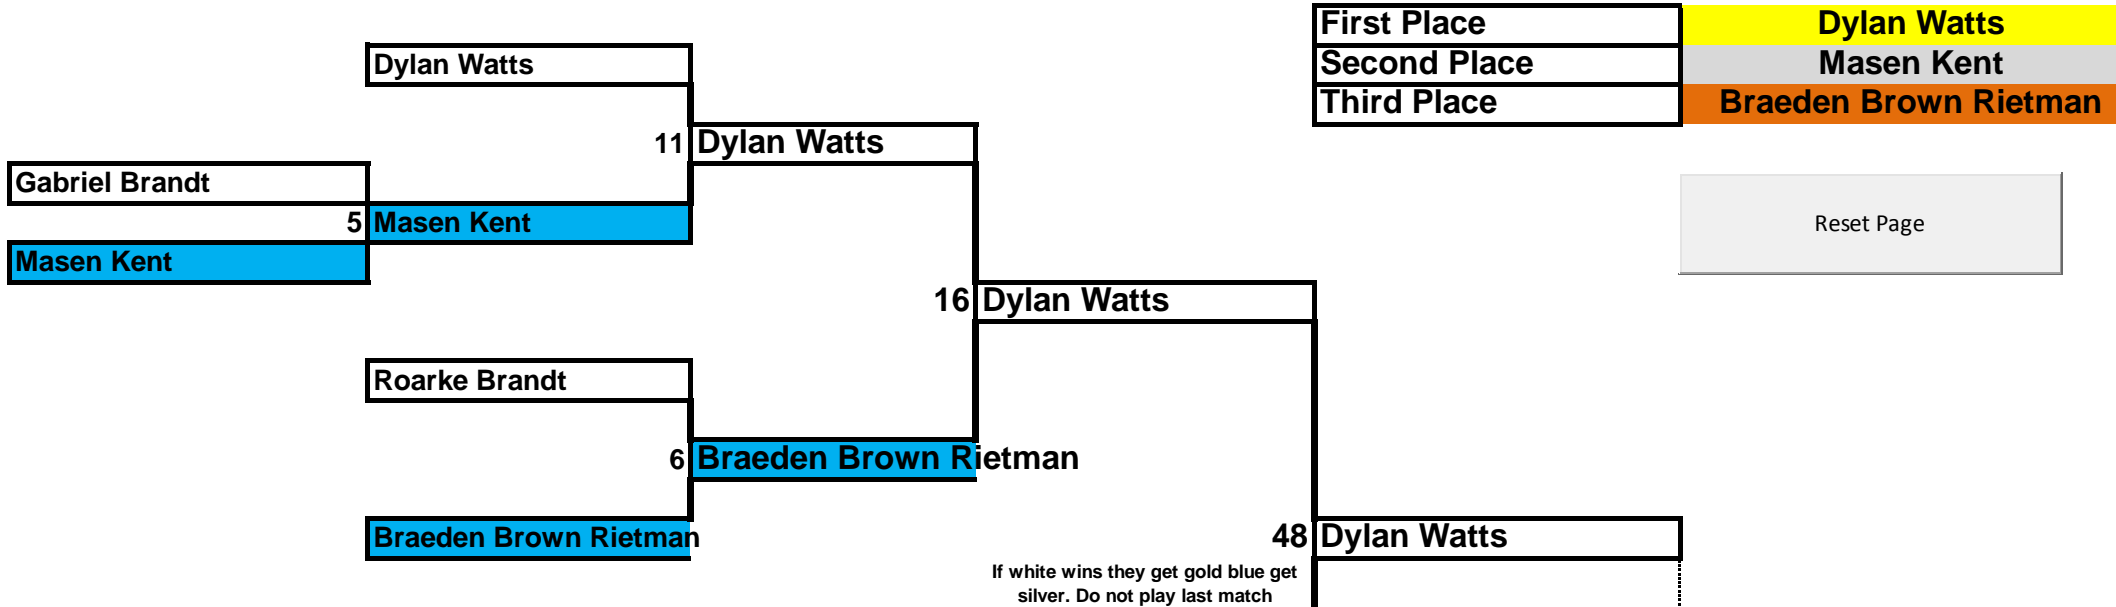 First Place Dylan Watts
Dylan Watts Second Place Masen Kent
Third Place Braeden Brown Rietman
11 Dylan Watts
Gabriel Brandt
5 Masen Kent Reset Page
Masen Kent
16 Dylan Watts
Roarke Brandt
6 Braeden Brown Rietman
Braeden Brown Rietman 48 Dylan Watts
If white wins they get gold blue get
silver. Do not play last match